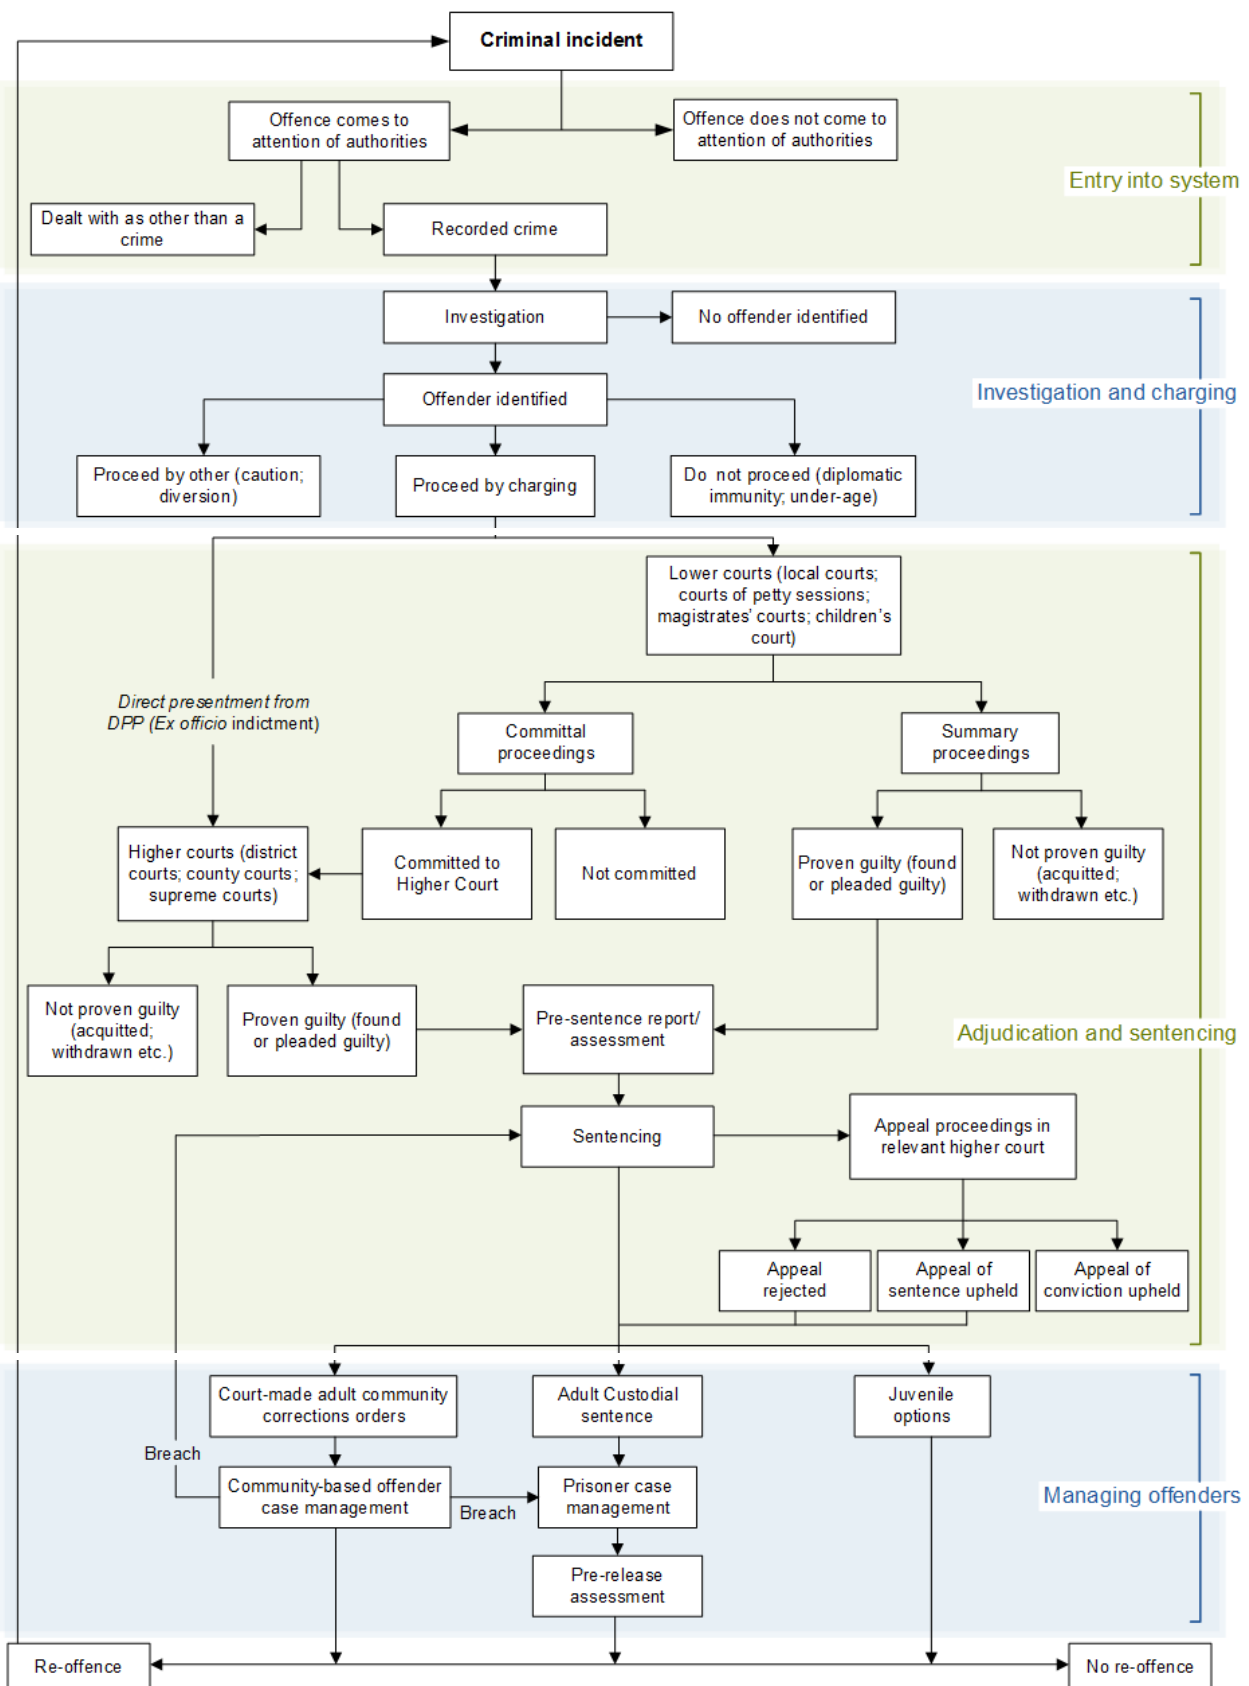 Criminal incident
Offence comes to
attention of authorities
Offence does not come to
attention of authorities
Entry into system
Dealt with as other than a
crime
Recorded crime
Investigation
No offender identified
Investigation and charging
Offender identified
Proceed by other (caution;
diversion)
Proceed by charging
Do not proceed (diplomatic
immunity; under-age)
Lower courts (local courts;
courts of petty sessions;
magistrates' courts; children's
court)
Direct presentment from
DPP (Ex officio indictment)
Committal
proceedings
Summary
proceedings
Higher courts (district
courts; county courts;
supreme courts)
Committed to
Higher Court
Not committed
Proven guilty (found
or pleaded guilty)
Not proven guilty
(acquitted;
withdrawn etc.)
Not proven guilty
(acquitted;
withdrawn etc.)
Proven guilty (found
or pleaded guilty)
Pre-sentence report/
assessment
Adjudication and sentencing
Sentencing
Appeal proceedings in
relevant higher court
Appeal
rejected
Appeal of
sentence upheld
Appeal of
conviction upheld
Court-made adult community
corrections orders
Adult Custodial
sentence
Juvenile
options
Breach
Community-based offender
case management
Breach
Prisoner case
management
Managing offenders
Pre-release
assessment
Re-offence
No re-offence